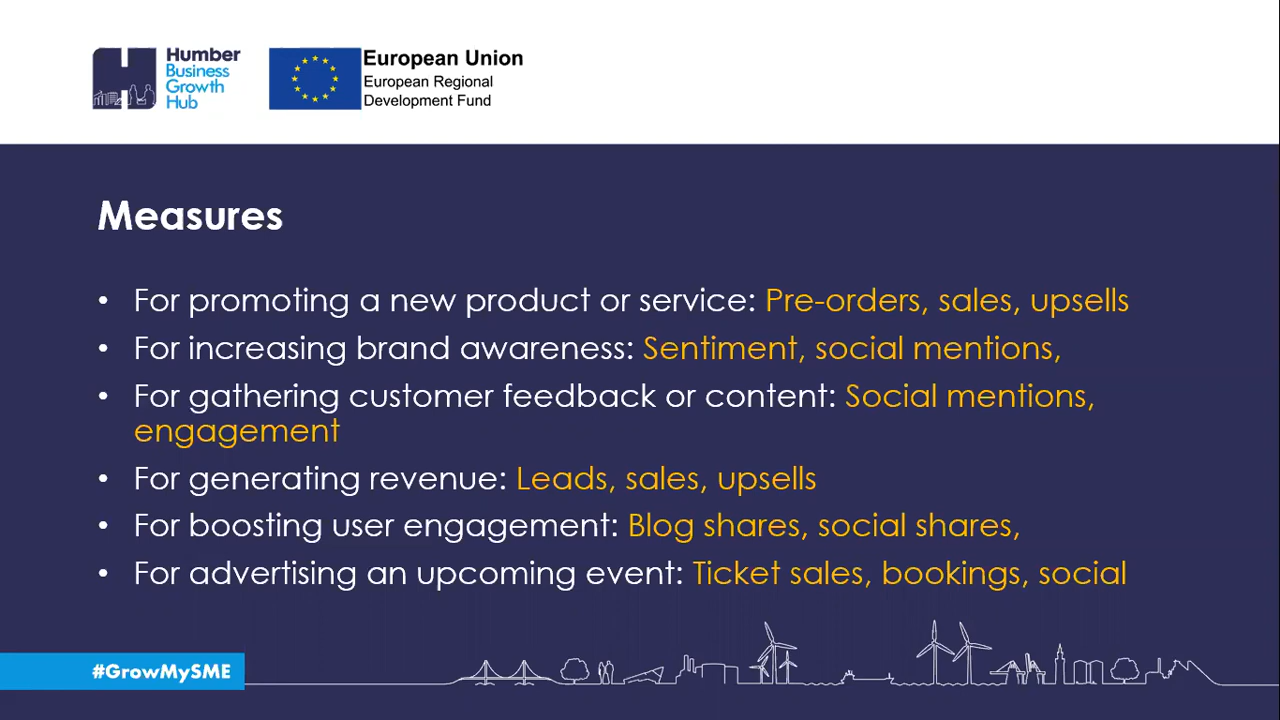 Humber
Business
Growth
Hub
European Union
European Regional
Development Fund
Measures
• For promoting a new product or service: Pre-orders, sales, upsells
• For increasing brand awareness: Sentiment, social mentions,
• For gathering customer feedback or content: Social mentions,
engagement
• For generating revenue: Leads, sales, upsells
• For boosting user engagement: Blog shares, social shares,
• For advertising an upcoming event: Ticket sales, bookings, social
#GrowMySME